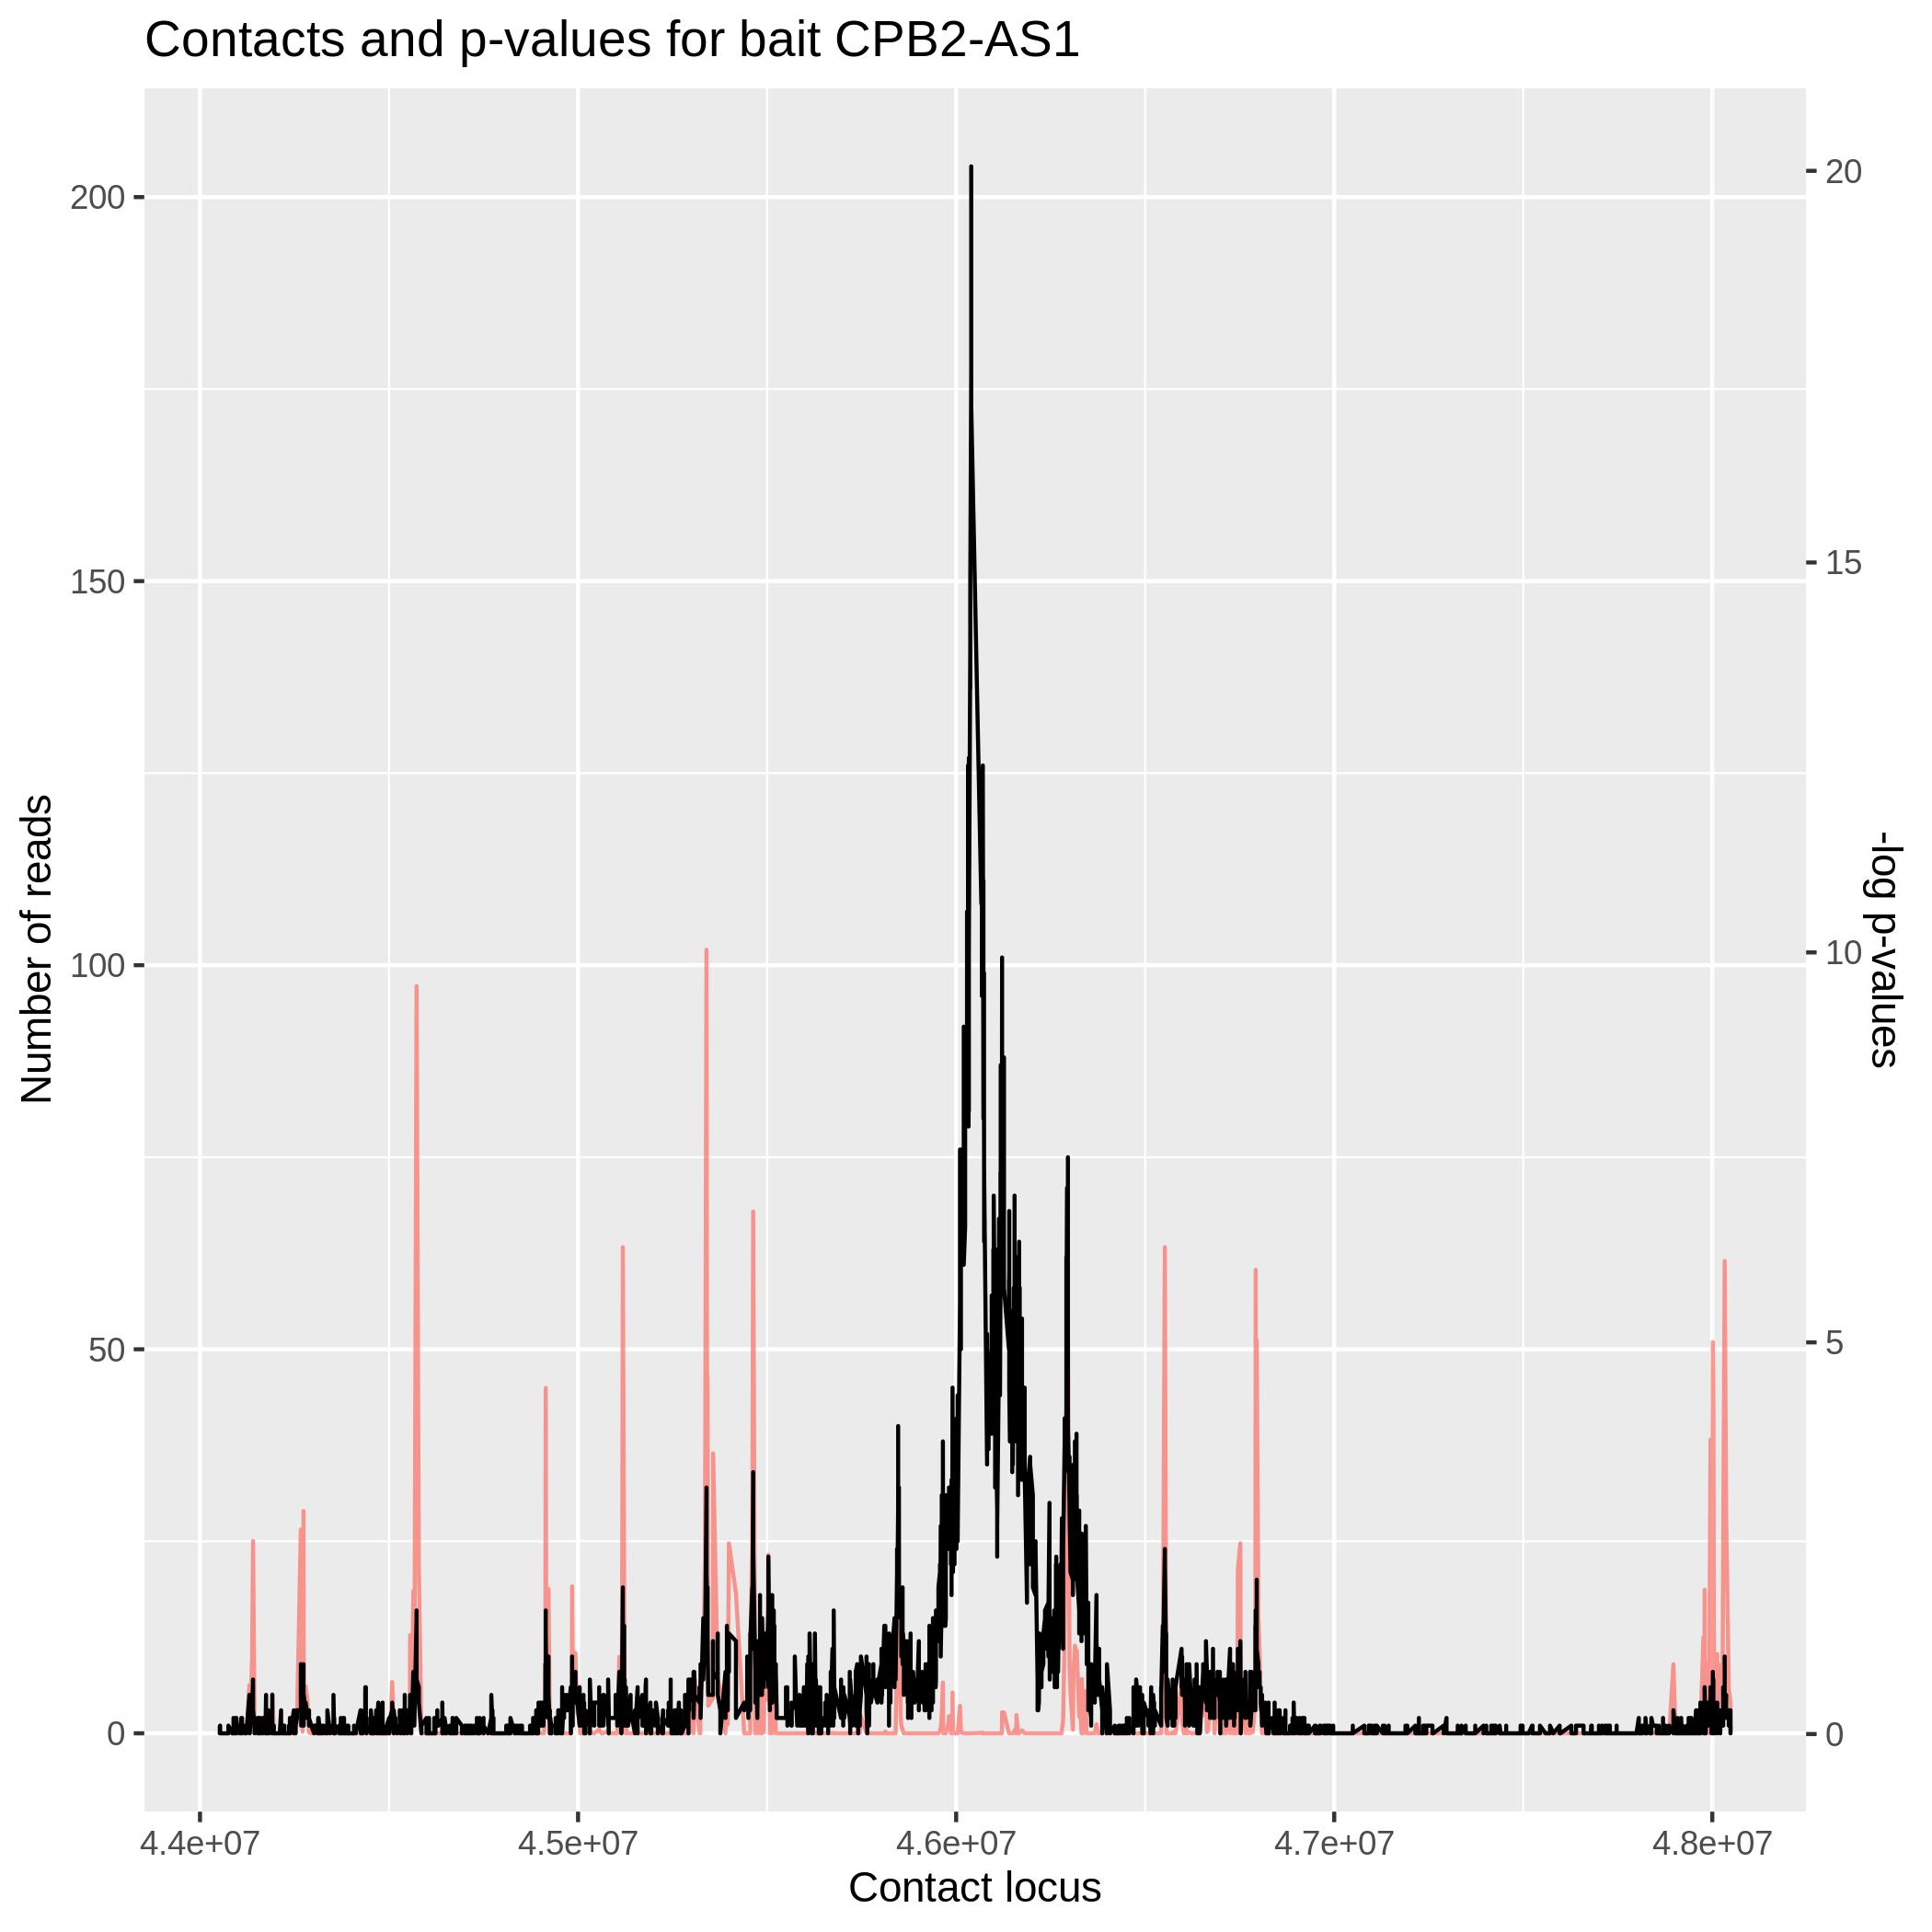 Contacts and p-values for bait CPB2-AS1
200
150
100
50
0
Number of reads
20
15
10
5
0
-log p-values
4.4e+07
4.5e+07
4.6e+07
4.7e+07
4.8e+07
Contact locus